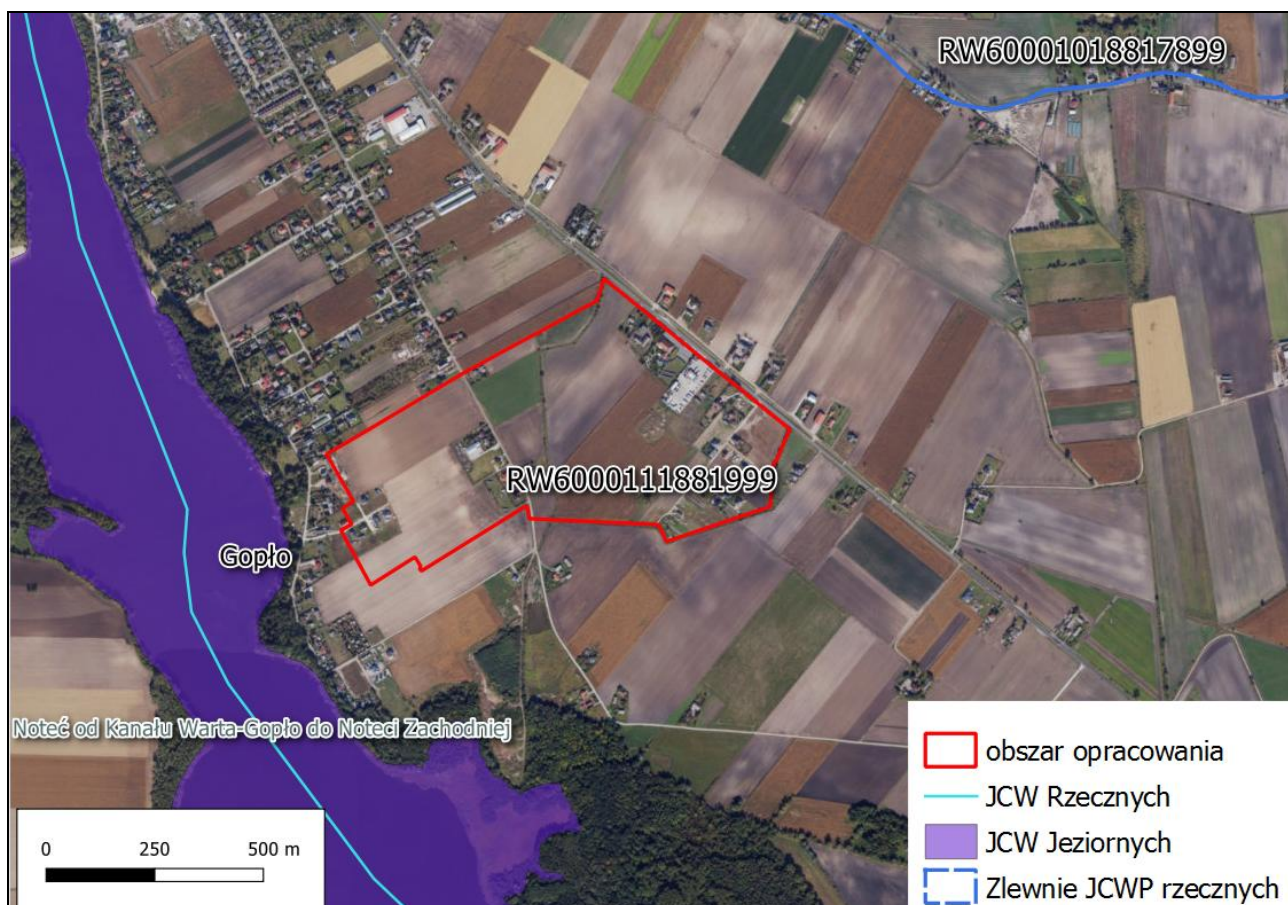 RW60001018817899
RW6000111881999
Gopło
Noteć od Kanału Warta-Gopło do Noteci Zachodniej
0 250 500 m
obszar opracowania
JCW Rzecznych
JCW Jeziornych
Zlewnie JCWP rzecznych